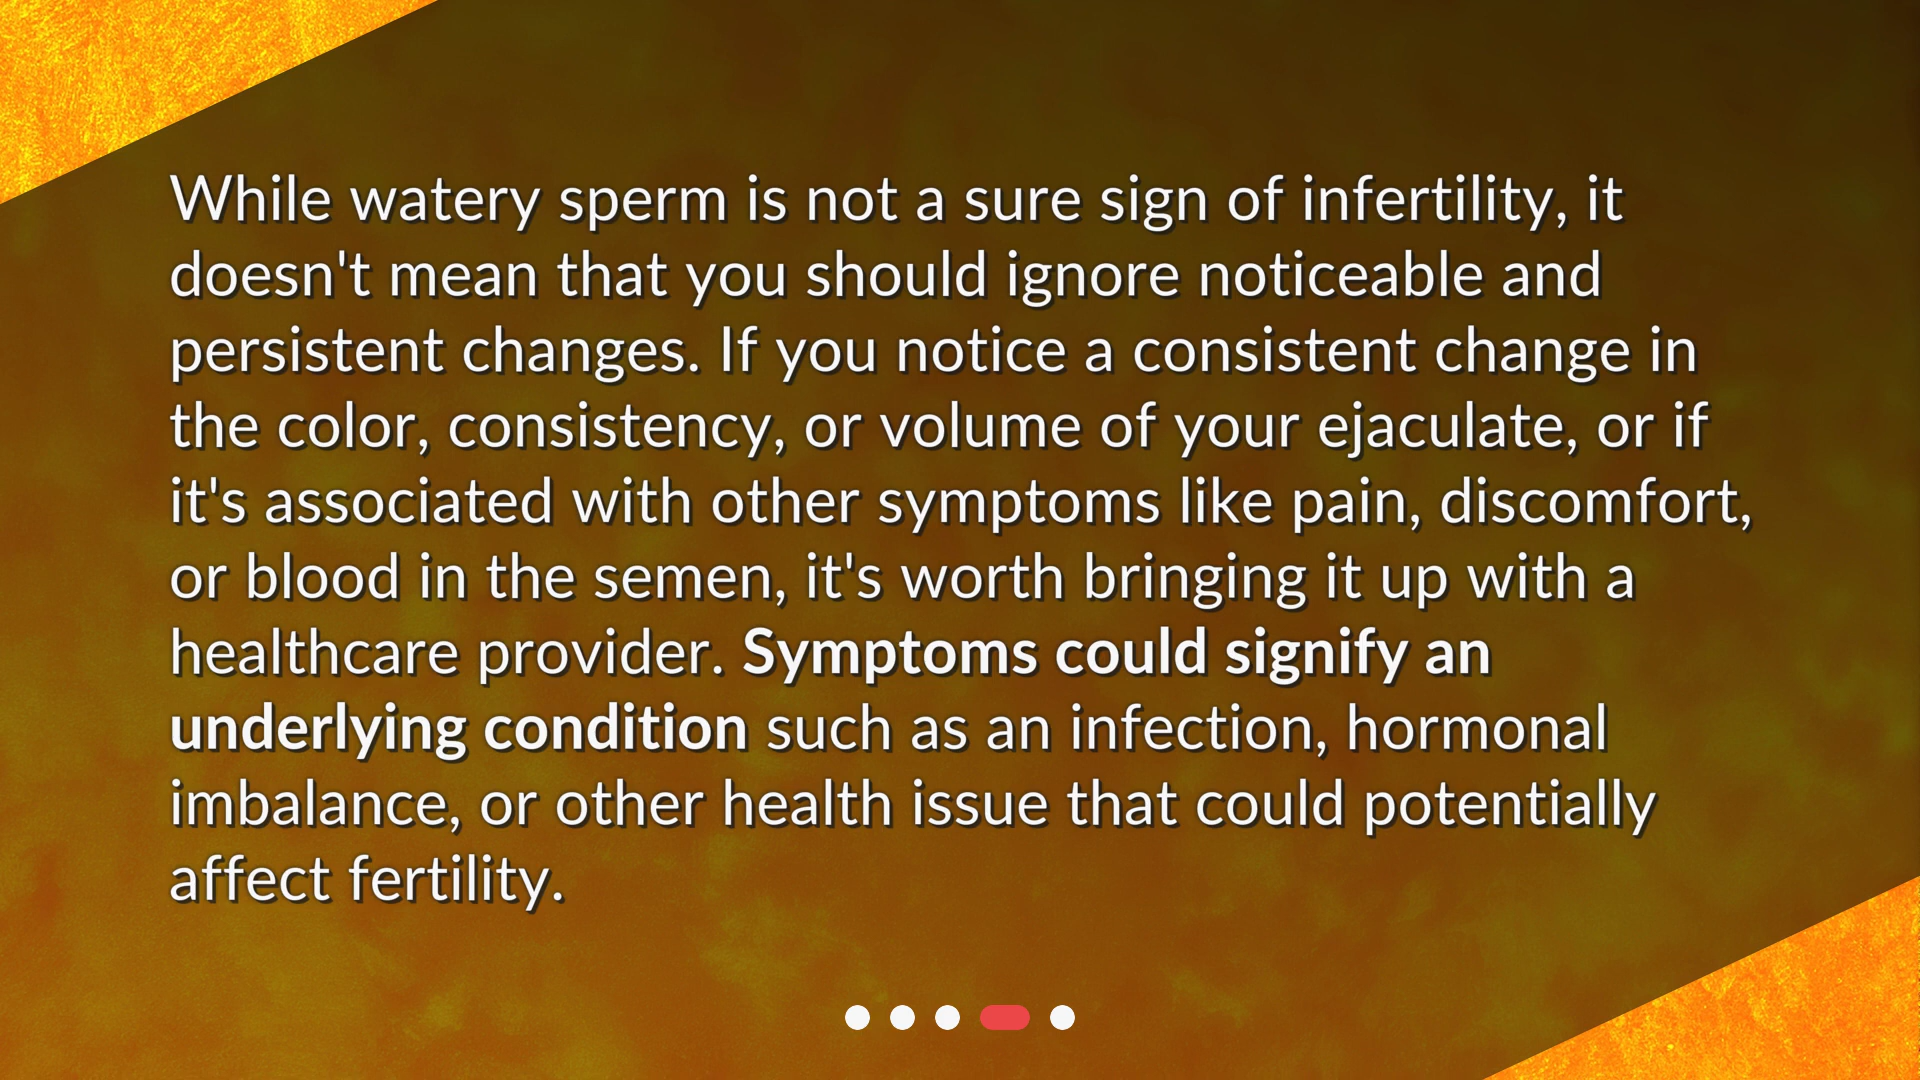 While watery sperm is not a sure sign of infertility, it
doesn't mean that you should ignore noticeable and
persistent changes. If you notice a consistent change in
the color, consistency, or volume of your ejaculate, or if
it's associated with other symptoms like pain, discomfort,
or blood in the semen, it's worth bringing it up with a
healthcare provider. Symptoms could signify an
underlying condition such as an infection, hormonal
imbalance, or other health issue that could potentially
affect fertility.